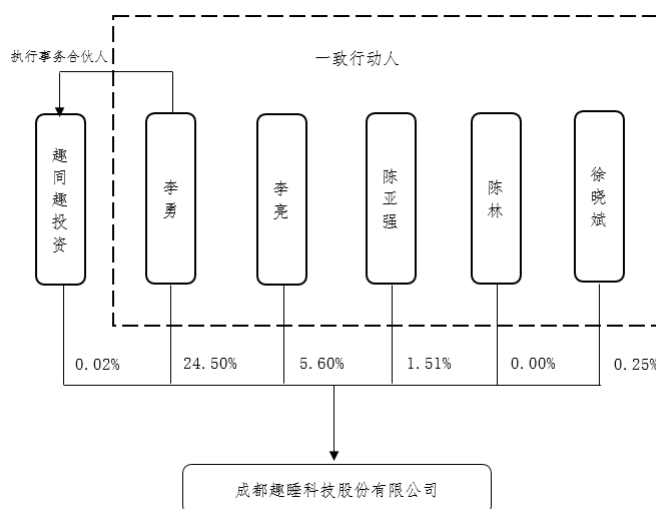 执行事务合伙人
一致行动人
趣间趣投资
李勇
李亮
陈亚强
陈林
徐晓斌
0.02%
24.50%
5.60%
1.51%
0.00%
0.25%
成都趣睡科技股份有限公司